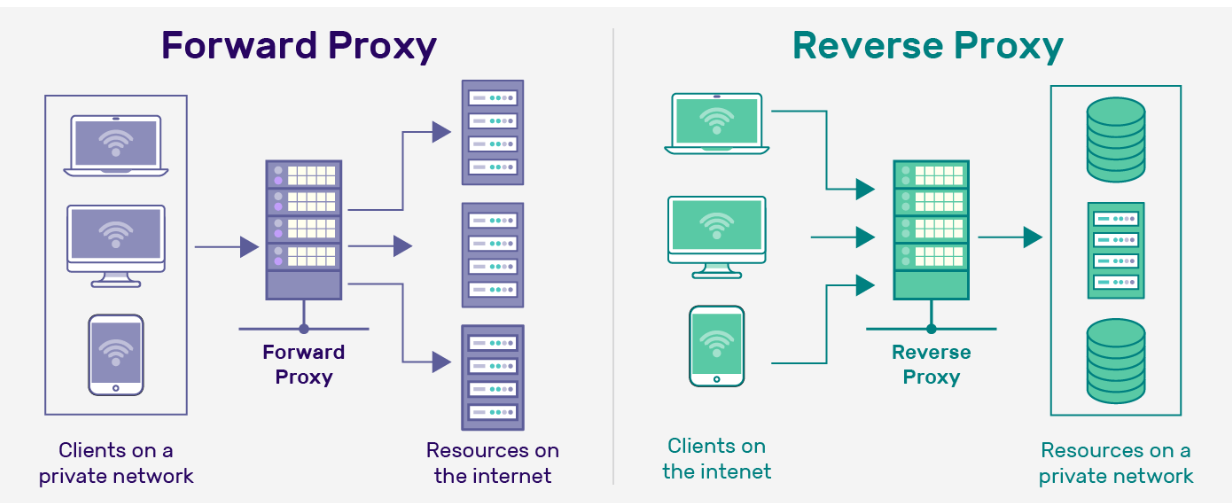 Forward Proxy
Forward
Proxy
Clients on a
private network
Resources on
the internet
Reverse Proxy
Reverse
Proxy
Clients on
the intenet
Resources on a
private network